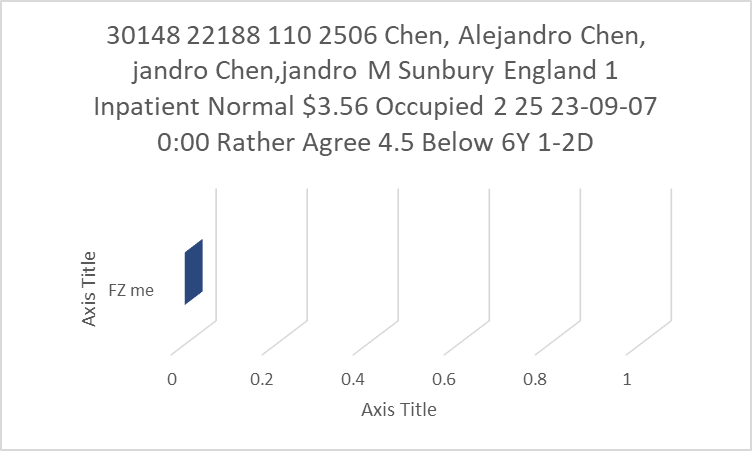 30148 22188 110 2506 Chen, Alejandro Chen,
jandro Chen,jandro M Sunbury England 1
Inpatient Normal $3.56 Occupied 2 25 23-09-07
0:00 Rather Agree 4.5 Below 6Y 1-2D
Axis Title
FZ me
0 0.2 0.4 0.6 0.8 1
Axis Title